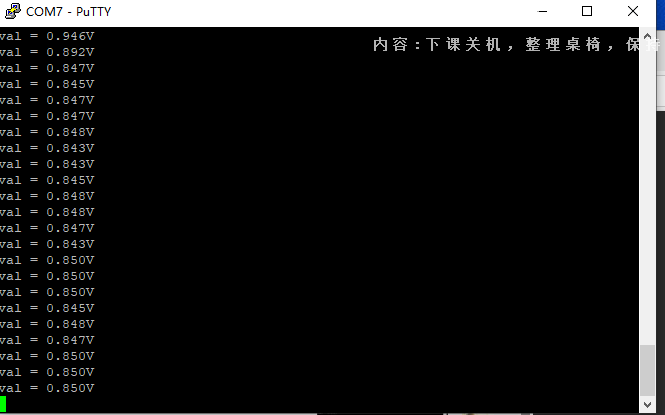 COM7 - PuTTY
val = 0.946V
内容:下课关机，整理桌椅，保持
val = 0.892V
val = 0.847V
val = 0.845V
val = 0.847V
val = 0.847V
val = 0.848V
val = 0.843V
val = 0.843V
val = 0.845V
val = 0.848V
val = 0.848V
val = 0.847V
val = 0.843V
val = 0.850V
val = 0.850V
val = 0.850V
val = 0.845V
val = 0.848V
val = 0.847V
val = 0.850V
val = 0.850V
val = 0.850V